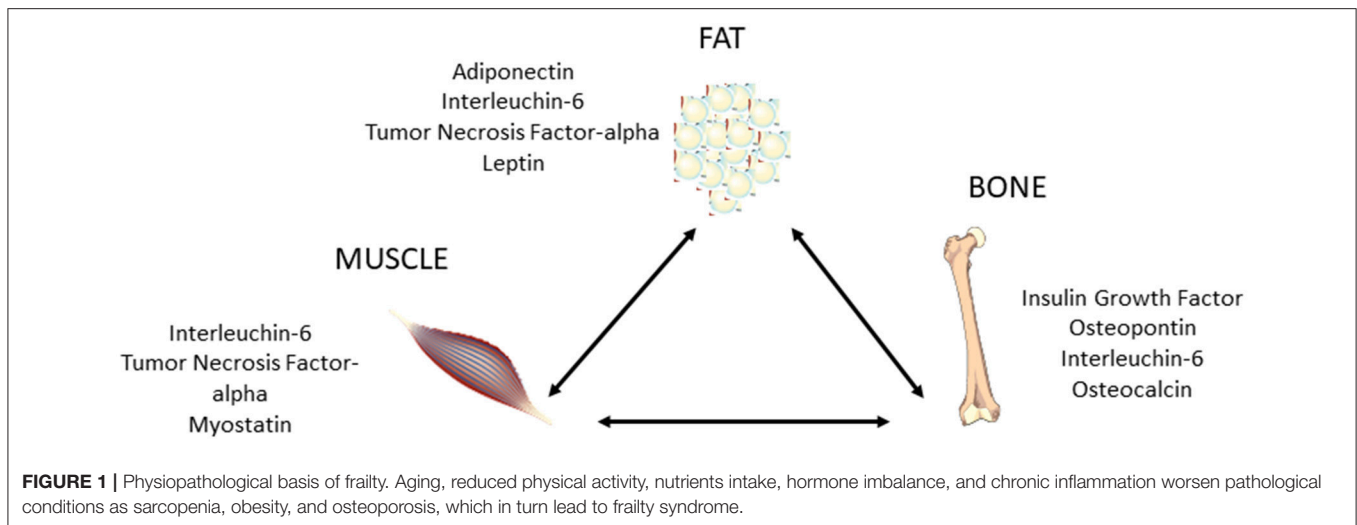 FAT
Adiponectin
Interleuchin-6
Tumor Necrosis Factor-alpha
Leptin
BONE
Insulin Growth Factor
Osteopontin
Interleuchin-6
Osteocalcin
MUSCLE
Interleuchin-6
Tumor Necrosis Factor-
alpha
Myostatin
FIGURE 1 | Physiopathological basis of frailty. Aging, reduced physical activity, nutrients intake, hormone imbalance, and chronic inflammation worsen pathological
conditions as sarcopenia, obesity, and osteoporosis, which in turn lead to frailty syndrome.